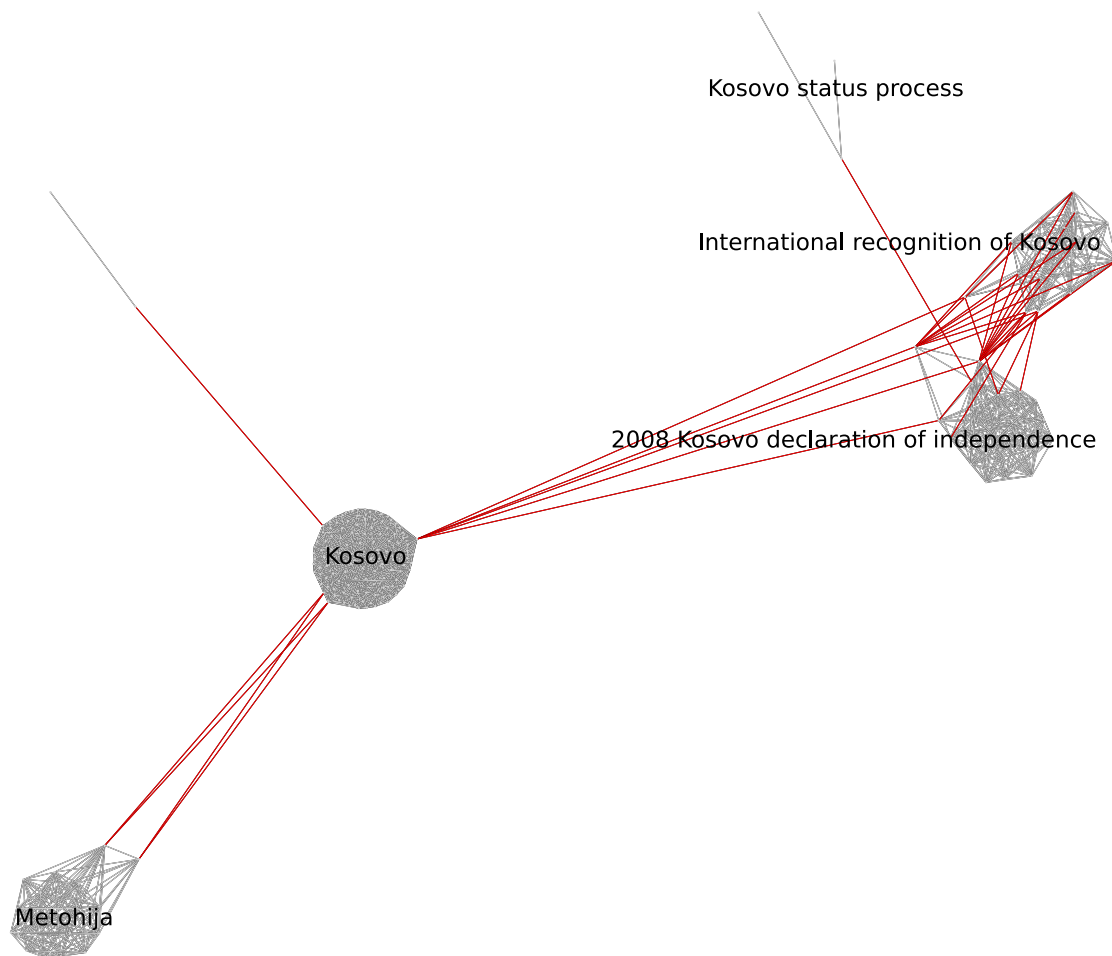 Kosovo status process
International recognition of Kosovo
2008 Kosovo declaration of independence
Kosovo
Metohija